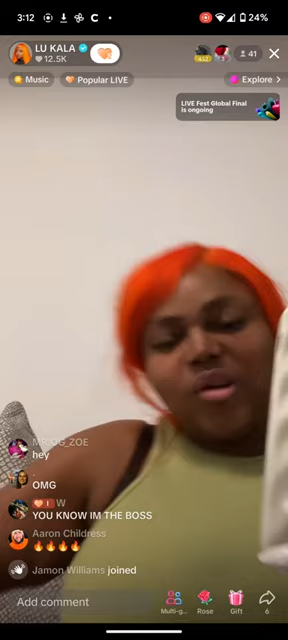 3:12
24%
LU KALA
12.5K
41
Music
Popular LIVE
Explore >
LIVE Fest Global Final
is ongoing
hey
OMG
W
YOU KNOW IM THE BOSS
Aaron Childress
Jamon Williams joined
Add comment
Multi-g...
Rose
Gift
6